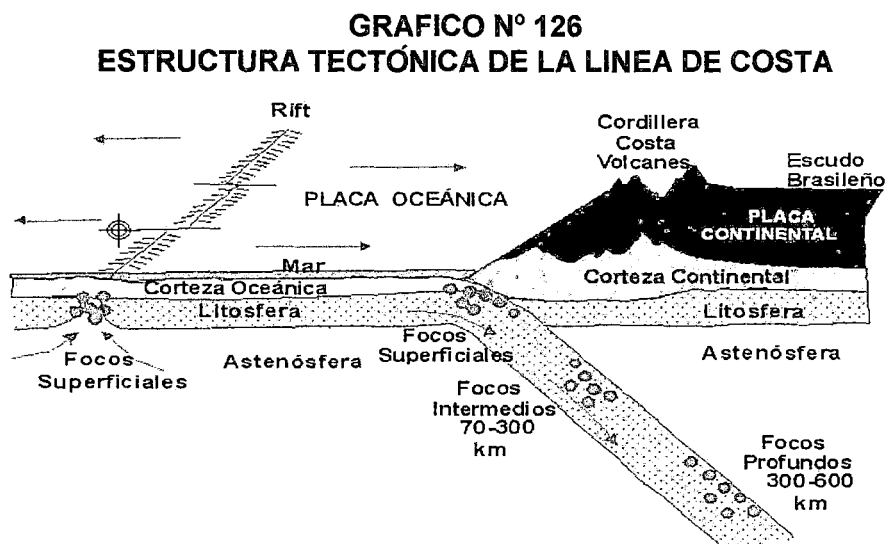 GRAFICO Nº 126
ESTRUCTURA TECTÓNICA DE LA LINEA DE COSTA
Rift
Cordillera
Costa
Volcanes
Escudo
Brasileño
PLACA OCEÁNICA
PLACA
CONTINENTAL
Mar
Corteza Oceánica
Corteza Continental
Litosfera
Litosfera
Focos
Superficiales
Astenósfera
Focos
Superficiales
Astenósfera
Focos
Intermedios
70-300
km
Focos
Profundos
300-600
km